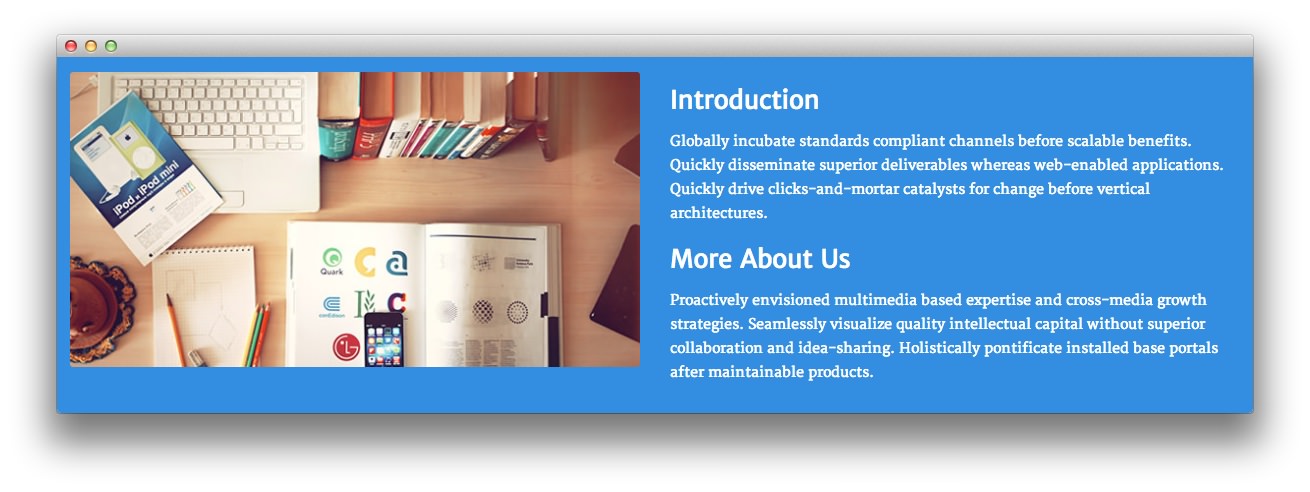 iPod и iPod mini
Quark
conEdison
LG
Introduction
Globally incubate standards compliant channels before scalable benefits.
Quickly disseminate superior deliverables whereas web-enabled applications.
Quickly drive clicks-and-mortar catalysts for change before vertical
architectures.
More About Us
Proactively envisioned multimedia based expertise and cross-media growth
strategies. Seamlessly visualize quality intellectual capital without superior
collaboration and idea-sharing. Holistically pontificate installed base portals
after maintainable products.